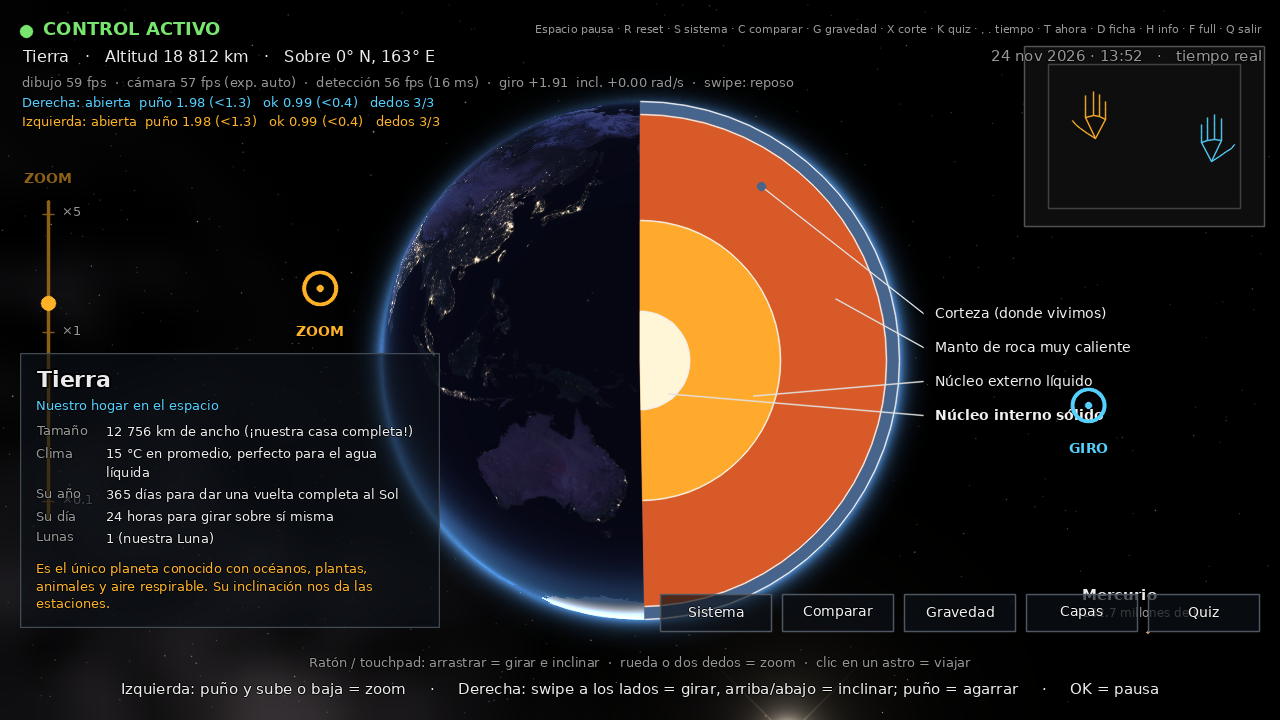 CONTROL ACTIVO
Espacio pausa · R reset · S sistema · C comparar · G gravedad · X corte · K quiz · , . tiempo · T ahora · D ficha · H info · F full · Q salir
Tierra · Altitud 18 812 km · Sobre 0° N, 163° E
24 nov 2026 · 13:52 · tiempo real
dibujo 59 fps · cámara 57 fps (exp. auto) · detección 56 fps (16 ms) · giro +1.91 incl. +0.00 rad/s · swipe: reposo
Derecha: abierta puño 1.98 (<1.3) ok 0.99 (<0.4) dedos 3/3
Izquierda: abierta puño 1.98 (<1.3) ok 0.99 (<0.4) dedos 3/3
ZOOM
×5
×1
×0.1
ZOOM
Corteza (donde vivimos)
Manto de roca muy caliente
Núcleo externo líquido
Núcleo interno sólido
GIRO
Tierra
Nuestro hogar en el espacio
Tamaño 12 756 km de ancho (¡nuestra casa completa!)
Clima 15 °C en promedio, perfecto para el agua
líquida
Su año 365 días para dar una vuelta completa al Sol
Su día 24 horas para girar sobre sí misma
Lunas 1 (nuestra Luna)
Es el único planeta conocido con océanos, plantas,
animales y aire respirable. Su inclinación nos da las
estaciones.
Mercurio
Sistema Comparar Gravedad Capas Quiz
Ratón / touchpad: arrastrar = girar e inclinar · rueda o dos dedos = zoom · clic en un astro = viajar
Izquierda: puño y sube o baja = zoom · Derecha: swipe a los lados = girar, arriba/abajo = inclinar; puño = agarrar · OK = pausa